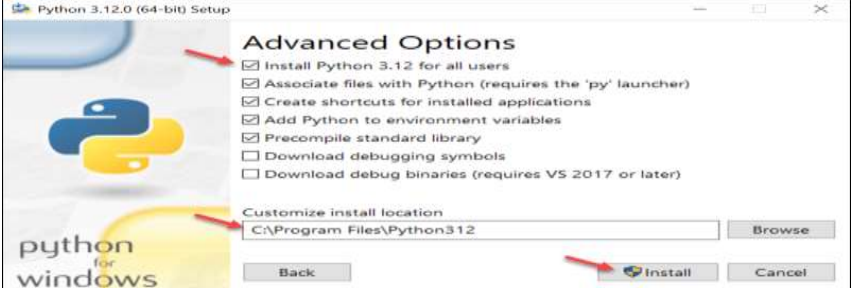 Python 3.12.0 (64-bit) Setup
Advanced Options
Install Python 3.12 for all users
Associate files with Python (requires the 'py' launcher)
Create shortcuts for installed applications
Add Python to environment variables
Precompile standard library
Download debugging symbols
Download debug binaries (requires VS 2017 or later)
Customize install location
C:\Program Files\Python312
Browse
python
for
windows
Back
Install
Cancel